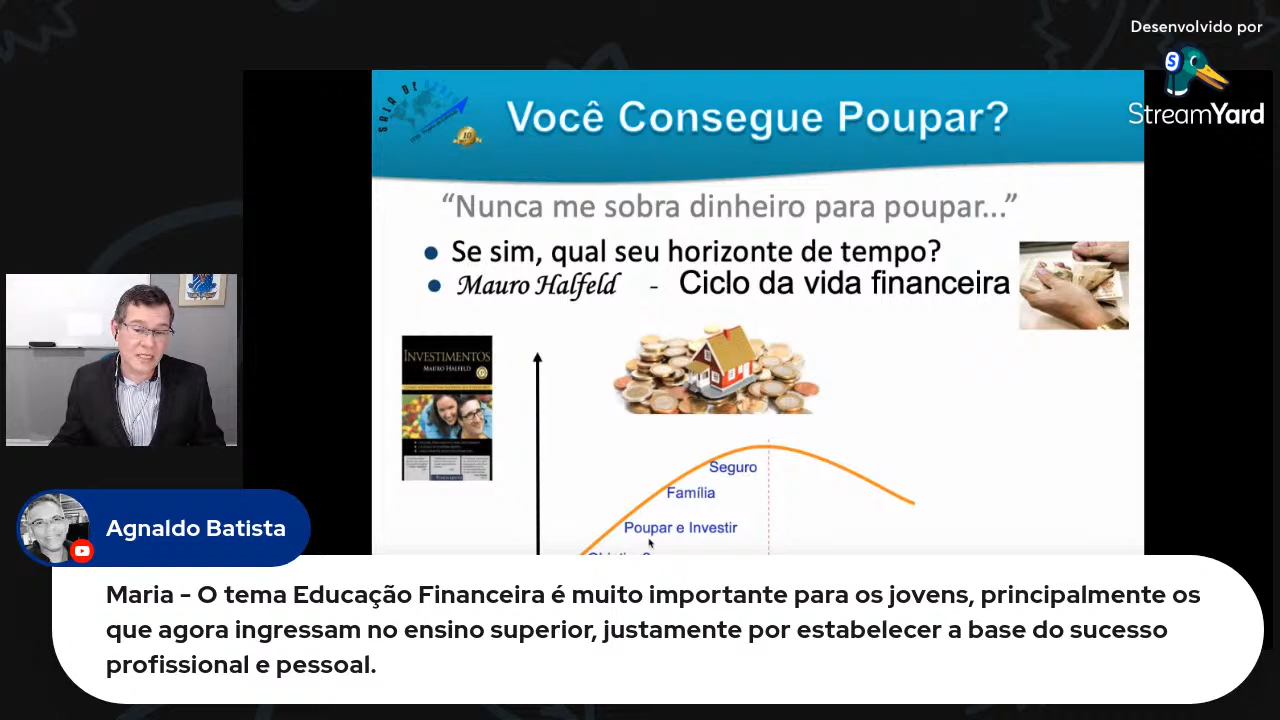 Desenvolvido por
StreamYard
SALA DE
10
Você Consegue Poupar?
“Nunca me sobra dinheiro para poupar...”
Se sim, qual seu horizonte de tempo?
Mauro Halfeld - Ciclo da vida financeira
INVESTIMENTOS
MAURO HALFELD
Seguro
Família
Poupar e Investir
Agnaldo Batista
Maria - O tema Educação Financeira é muito importante para os jovens, principalmente os
que agora ingressam no ensino superior, justamente por estabelecer a base do sucesso
profissional e pessoal.